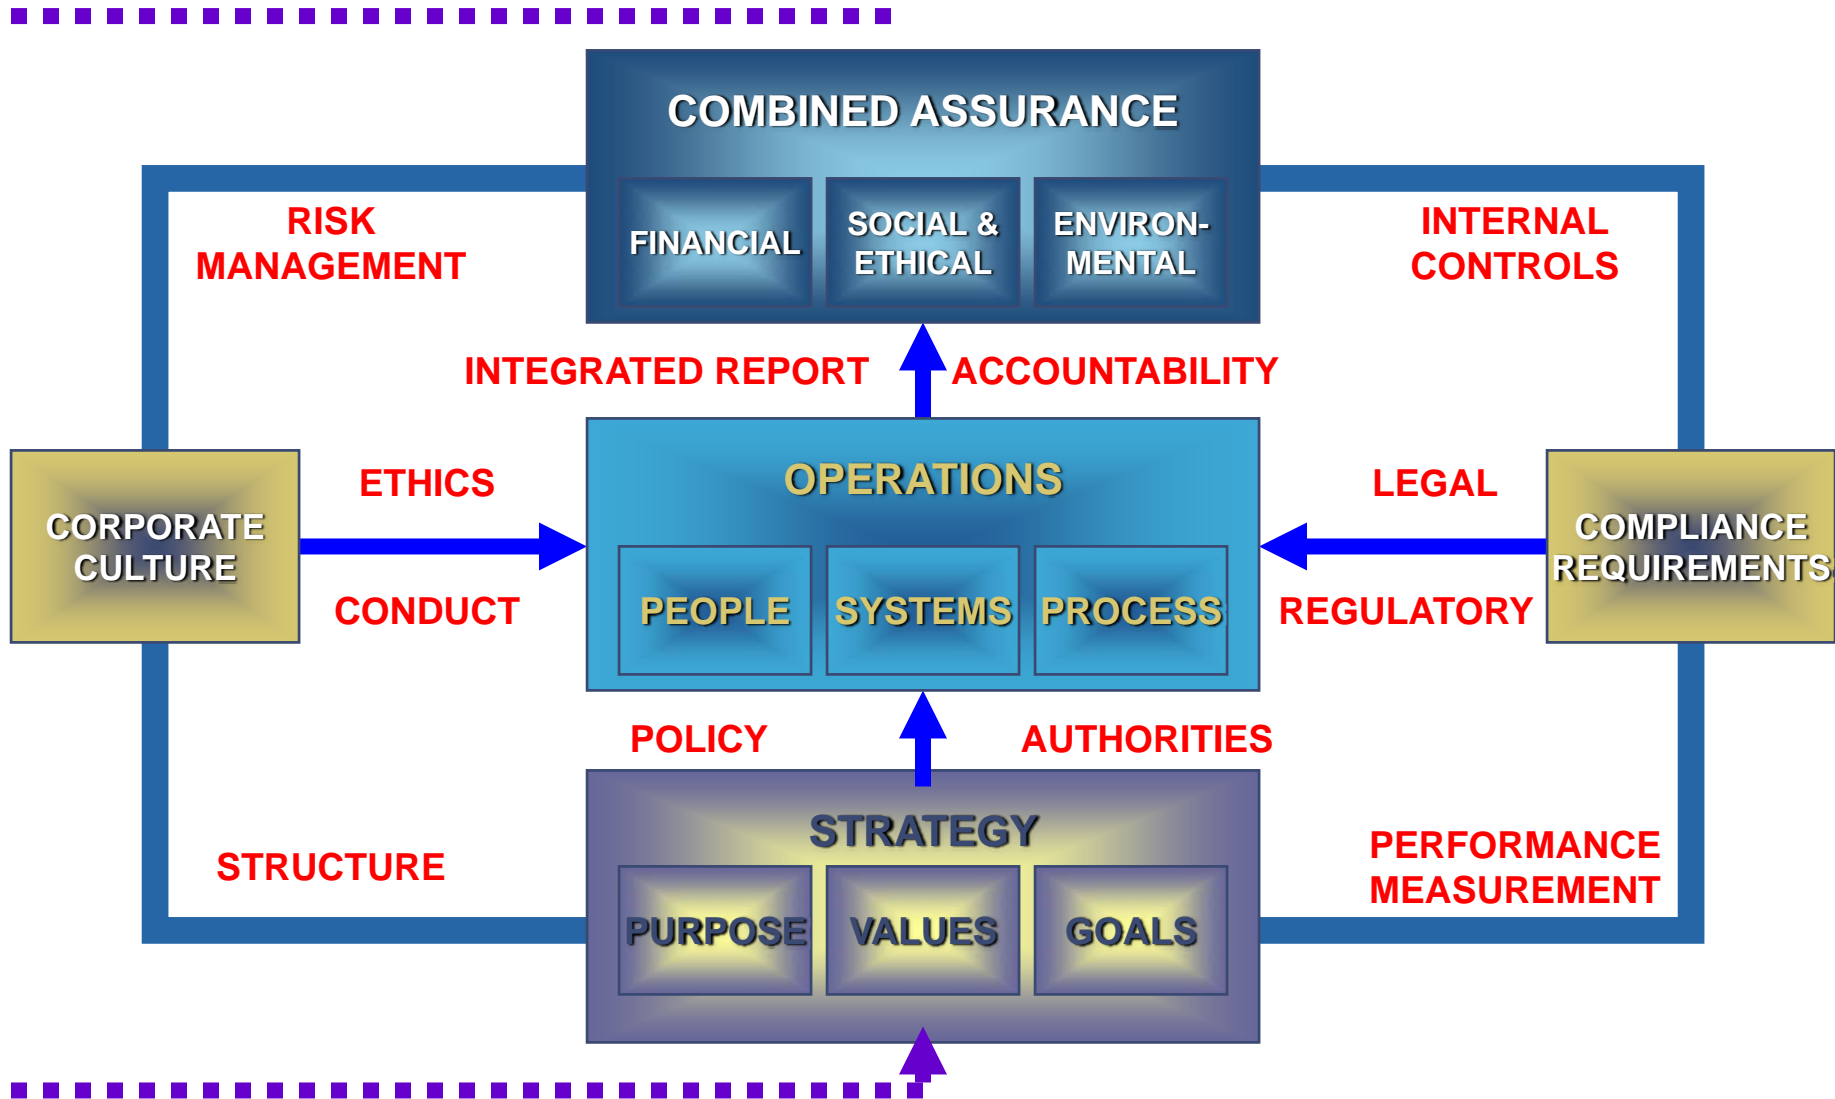 COMBINED ASSURANCE
RISK
MANAGEMENT
FINANCIAL
SOCIAL &
ETHICAL
ENVIRON-
MENTAL
INTERNAL
CONTROLS
INTEGRATED REPORT
ACCOUNTABILITY
CORPORATE
CULTURE
ETHICS
CONDUCT
OPERATIONS
PEOPLE
SYSTEMS
PROCESS
LEGAL
REGULATORY
COMPLIANCE
REQUIREMENTS
POLICY
AUTHORITIES
STRUCTURE
STRATEGY
PURPOSE
VALUES
GOALS
PERFORMANCE
MEASUREMENT